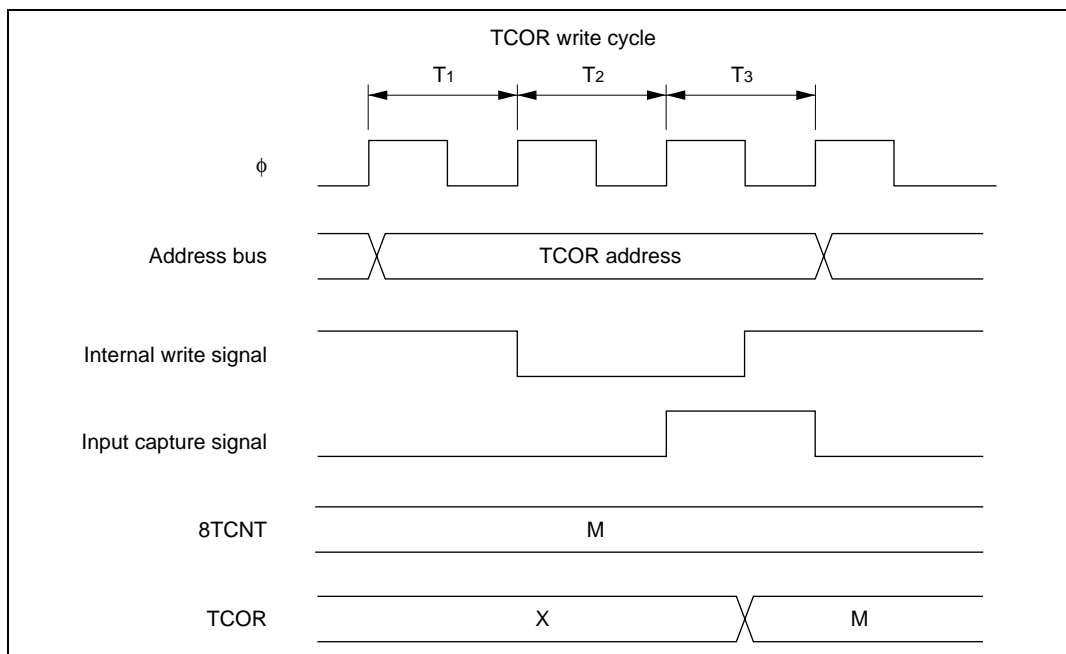 TCOR write cycle
T1 T2 T3
ϕ
Address bus TCOR address
Internal write signal
Input capture signal
8TCNT M
TCOR X M